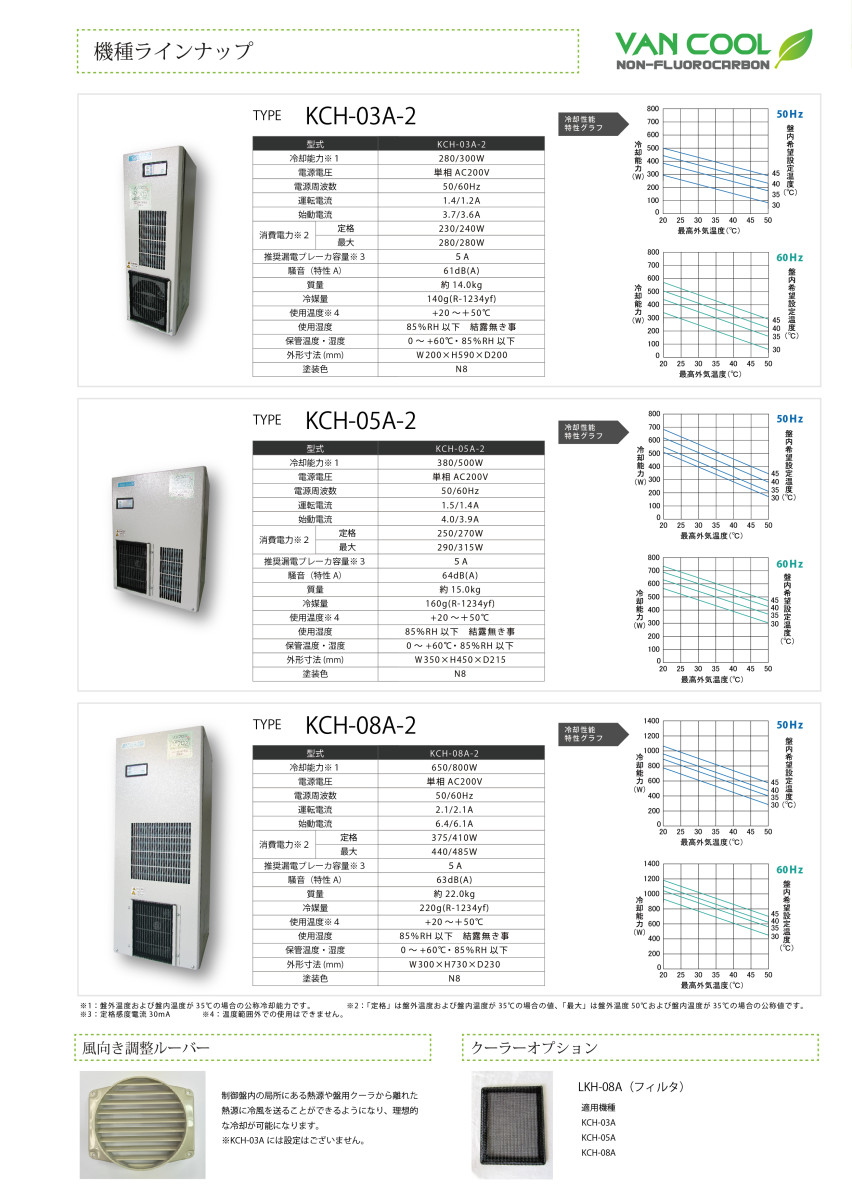 機種ラインナップ
VAN COOL
NON-FLUOROCARBON
TYPE KCH-03A-2
型式 KCH-03A-2
冷却能力※1 280/300W
電源電圧 単相 AC200V
電源周波数 50/60Hz
運転電流 1.4/1.2A
始動電流 3.7/3.6A
消費電力※2 定格 230/240W
最大 280/280W
推奨漏電ブレーカ容量※3 5 A
騒音（特性 A） 61dB(A)
質量 約 14.0kg
冷媒量 140g(R-1234yf)
使用温度※4 +20 ～＋50℃
使用湿度 85%RH 以下　結露無き事
保管温度・湿度 0 ～ +60℃・85%RH 以下
外形寸法 (mm) W200×H590×D200
塗装色 N8
冷却性能
特性グラフ
50Hz
冷却能力(W)
800
700
600
500
400
300
200
100
0
20 25 30 35 40 45 50
最高外気温度(℃)
45
40
35
30
盤内希望設定温度(℃)
60Hz
冷却能力(W)
800
700
600
500
400
300
200
100
0
20 25 30 35 40 45 50
最高外気温度(℃)
45
40
35
30
盤内希望設定温度(℃)
TYPE KCH-05A-2
型式 KCH-05A-2
冷却能力※1 380/500W
電源電圧 単相 AC200V
電源周波数 50/60Hz
運転電流 1.5/1.4A
始動電流 4.0/3.9A
消費電力※2 定格 250/270W
最大 290/315W
推奨漏電ブレーカ容量※3 5 A
騒音（特性 A） 64dB(A)
質量 約 15.0kg
冷媒量 160g(R-1234yf)
使用温度※4 +20 ～＋50℃
使用湿度 85%RH 以下　結露無き事
保管温度・湿度 0 ～ +60℃・85%RH 以下
外形寸法 (mm) W350×H450×D215
塗装色 N8
冷却性能
特性グラフ
50Hz
冷却能力(W)
800
700
600
500
400
300
200
100
0
20 25 30 35 40 45 50
最高外気温度(℃)
45
40
35
30
盤内希望設定温度(℃)
60Hz
冷却能力(W)
800
700
600
500
400
300
200
100
0
20 25 30 35 40 45 50
最高外気温度(℃)
45
40
35
30
盤内希望設定温度(℃)
TYPE KCH-08A-2
型式 KCH-08A-2
冷却能力※1 650/800W
電源電圧 単相 AC200V
電源周波数 50/60Hz
運転電流 2.1/2.1A
始動電流 6.4/6.1A
消費電力※2 定格 375/410W
最大 440/485W
推奨漏電ブレーカ容量※3 5 A
騒音（特性 A） 63dB(A)
質量 約 22.0kg
冷媒量 220g(R-1234yf)
使用温度※4 +20 ～＋50℃
使用湿度 85%RH 以下　結露無き事
保管温度・湿度 0 ～ +60℃・85%RH 以下
外形寸法 (mm) W300×H730×D230
塗装色 N8
冷却性能
特性グラフ
50Hz
冷却能力(W)
1400
1200
1000
800
600
400
200
0
20 25 30 35 40 45 50
最高外気温度(℃)
45
40
35
30
盤内希望設定温度(℃)
60Hz
冷却能力(W)
1400
1200
1000
800
600
400
200
0
20 25 30 35 40 45 50
最高外気温度(℃)
45
40
35
30
盤内希望設定温度(℃)
※1：盤外温度および盤内温度が 35℃の場合の公称冷却能力です。 ※2：「定格」は盤外温度および盤内温度が 35℃の場合の値、「最大」は盤外温度 50℃および盤内温度が 35℃の場合の公称値です。
※3：定格感度電流 30mA ※4：温度範囲外での使用はできません。
風向き調整ルーバー
制御盤内の局所にある熱源や盤用クーラから離れた
熱源に冷風を送ることができるようになり、理想的
な冷却が可能になります。
※KCH-03A には設定はございません。
クーラーオプション
LKH-08A（フィルタ）
適用機種
KCH-03A
KCH-05A
KCH-08A